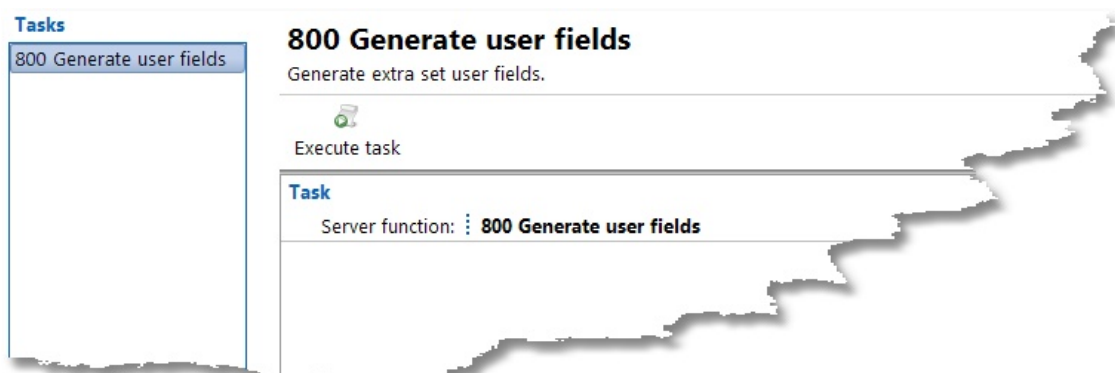 Tasks
800 Generate user fields
800 Generate user fields
Generate extra set user fields.
Execute task
Task
Server function: 800 Generate user fields